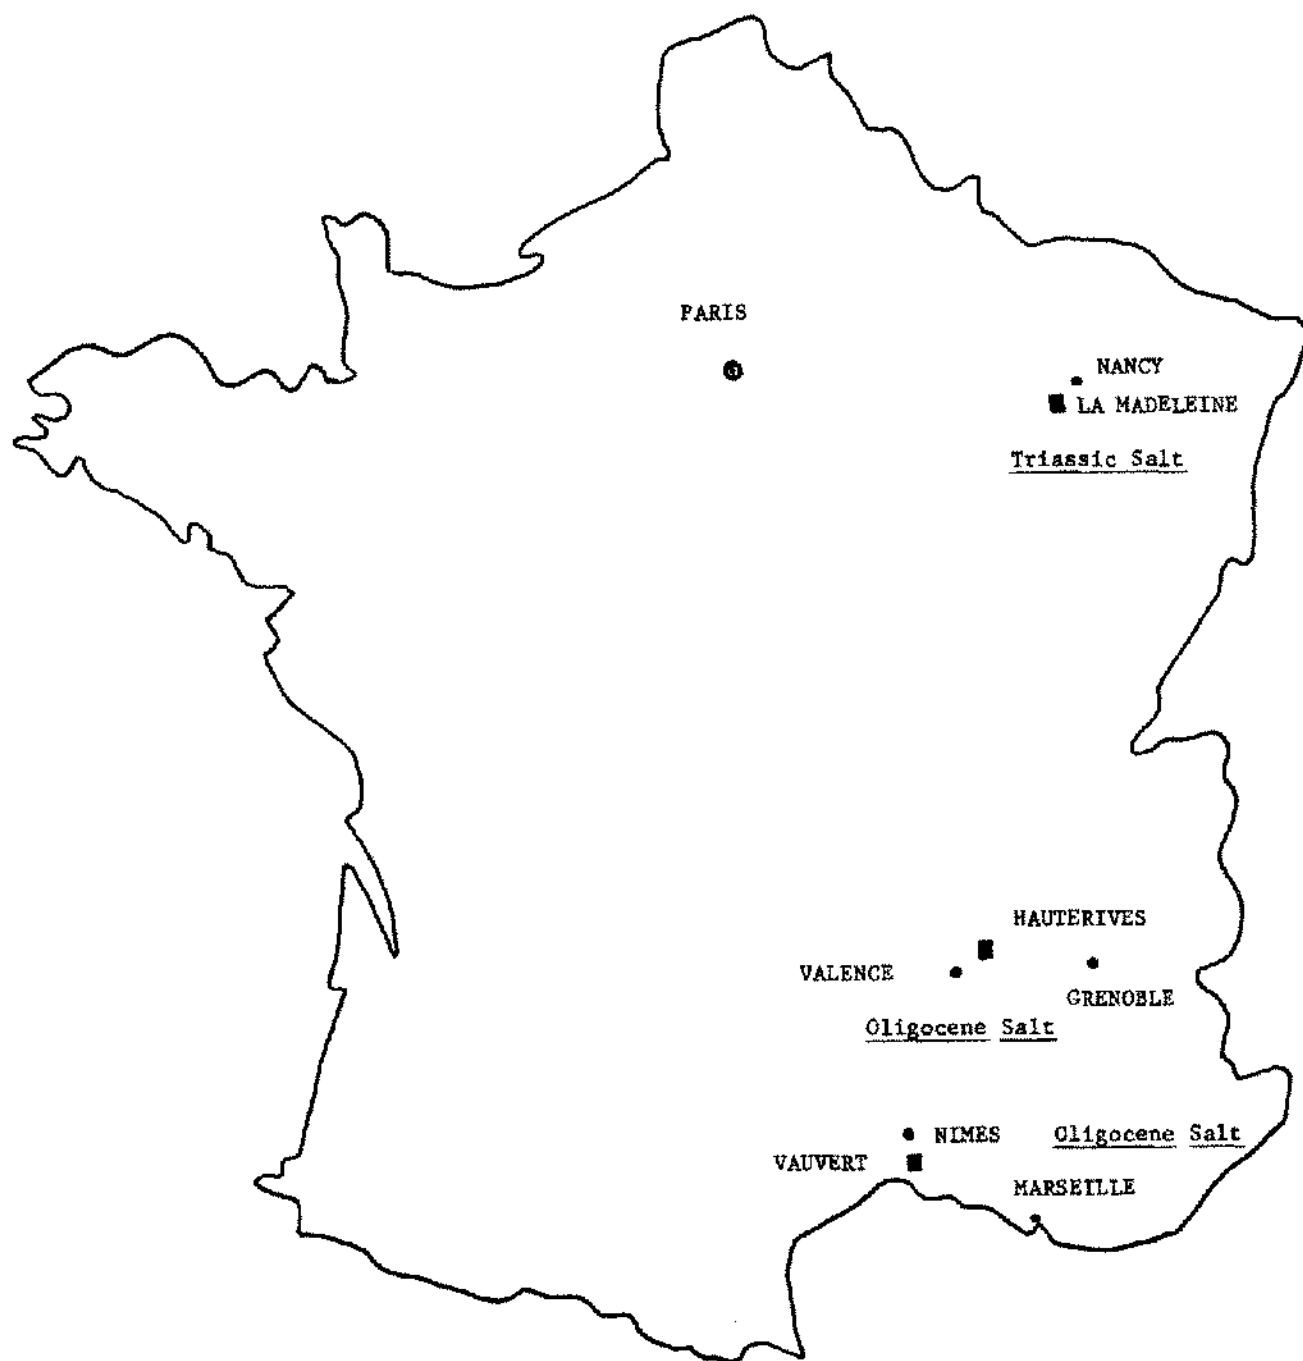 PARIS
NANCY
LA MADELEINE
Triassic Salt
HAUTERIVES
VALENCE
GRENOBLE
Oligocene Salt
NIMES
Oligocene Salt
VAUVERT
MARSEILLE